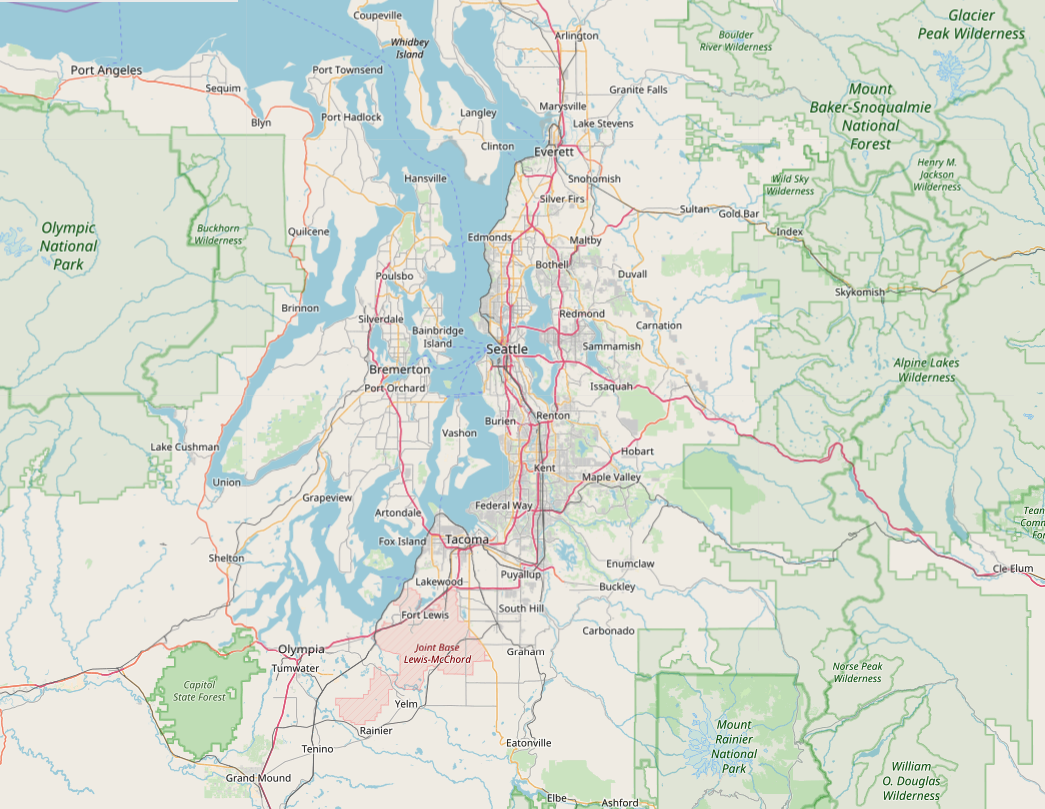 Coupeville
Glacier
Peak Wilderness
Arlington
Boulder
River Wilderness
Whidbey
Island
Port Angeles
Port Townsend
Sequim
Granite Falls
Mount
Baker-Snoqualmie
National
Forest
Marysville
Langley
Port Hadlock
Blyn
Lake Stevens
Clinton
Everett
Henry M.
Jackson
Wilderness
Hansville
Snohomish
Wild Sky
Wilderness
Silver Firs
Sultan
Gold Bar
Olympic
National
Park
Buckhorn
Wilderness
Quilcene
Edmonds
Maltby
Index
Bothell
Poulsbo
Duvall
Skykomish
Brinnon
Silverdale
Bainbridge
Island
Redmond
Carnation
Seattle
Sammamish
Bremerton
Alpine Lakes
Wilderness
Port Orchard
Issaquah
Renton
Burien
Vashon
Lake Cushman
Hobart
Kent
Union
Maple Valley
Grapeview
Federal Way
Artondale
Fox Island
Tacoma
Shelton
Enumclaw
Cle Elum
Puyallup
Lakewood
Buckley
South Hill
Fort Lewis
Carbonado
Olympia
Joint Base
Lewis-McChord
Graham
Tumwater
Norse Peak
Wilderness
Capitol
State Forest
Yelm
Rainier
Mount
Rainier
National
Park
Tenino
Eatonville
Grand Mound
William
O. Douglas
Wilderness
Elbe
Ashford